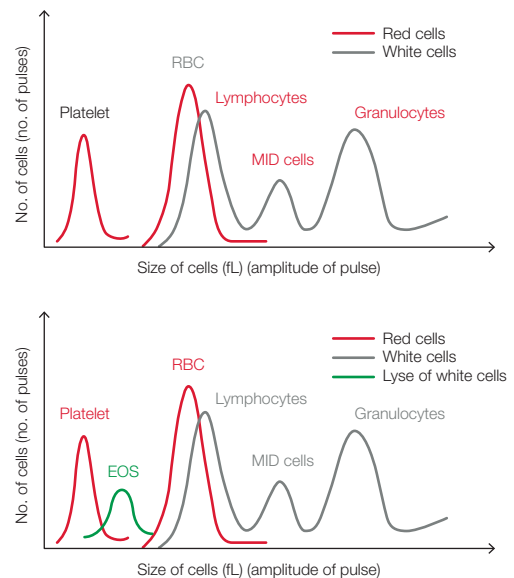 Red cells
White cells
RBC
Lymphocytes
Platelet
Granulocytes
MID cells
No. of cells (no. of pulses)
Size of cells (fL) (amplitude of pulse)
Red cells
White cells
Lyse of white cells
RBC
Lymphocytes
Platelet
Granulocytes
MID cells
EOS
No. of cells (no. of pulses)
Size of cells (fL) (amplitude of pulse)